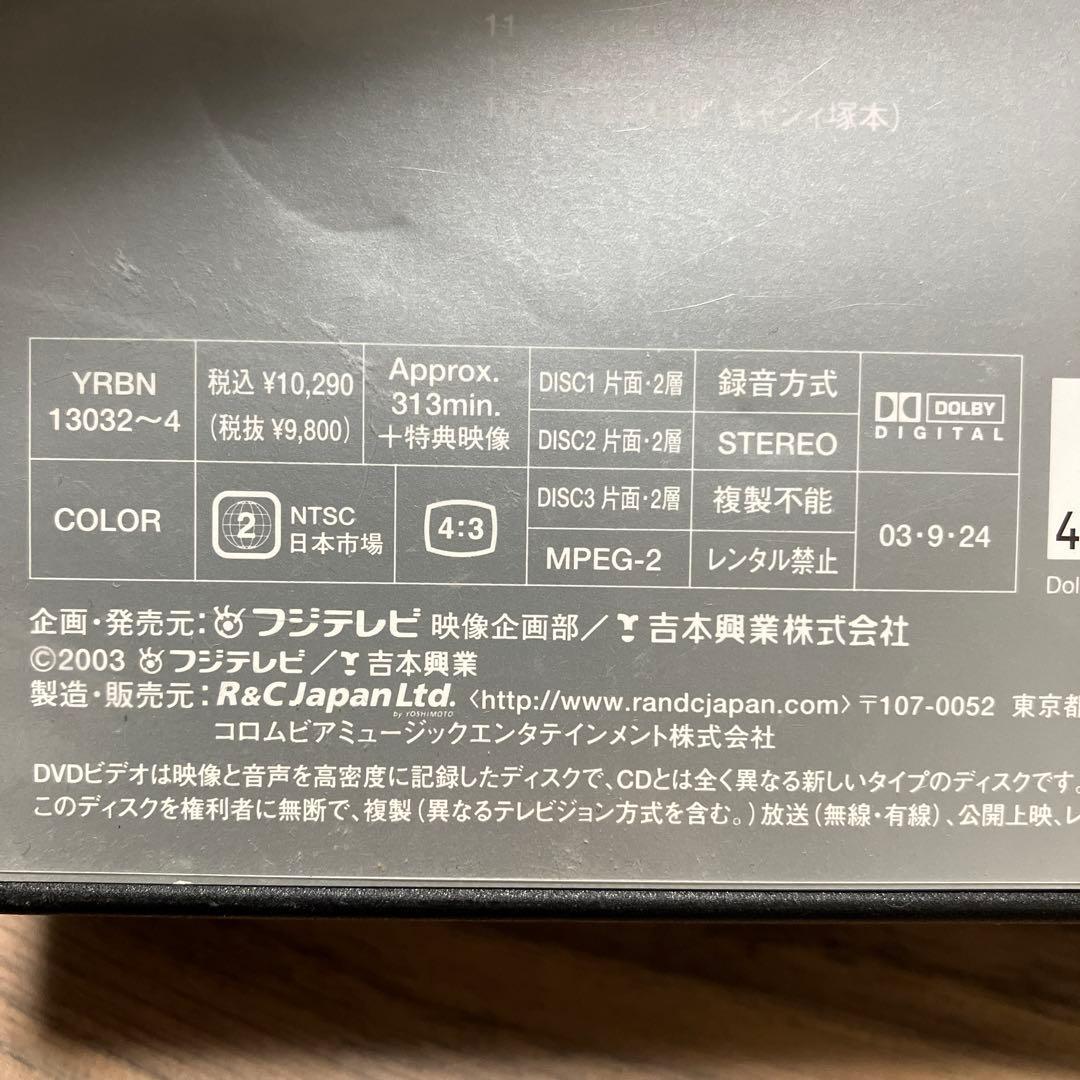 11
塚本)
YRBN
13032〜4
税込 ¥10,290
(税抜 ¥9,800)
Approx.
313min.
＋特典映像
DISC1 片面・2層
DISC2 片面・2層
録音方式
STEREO
DOLBY
DIGITAL
COLOR
2
NTSC
日本市場
4:3
DISC3 片面・2層
MPEG-2
複製不能
レンタル禁止
03・9・24
4
Dol
企画・発売元：フジテレビ 映像企画部／吉本興業株式会社
©2003 フジテレビ／吉本興業
製造・販売元：R&C Japan Ltd.〈http://www.randcjapan.com〉〒107-0052 東京都
by YOSHIMOTO
コロムビアミュージックエンタテインメント株式会社
DVDビデオは映像と音声を高密度に記録したディスクで、CDとは全く異なる新しいタイプのディスクです。
このディスクを権利者に無断で、複製（異なるテレビジョン方式を含む。）放送（無線・有線）、公開上映、レ